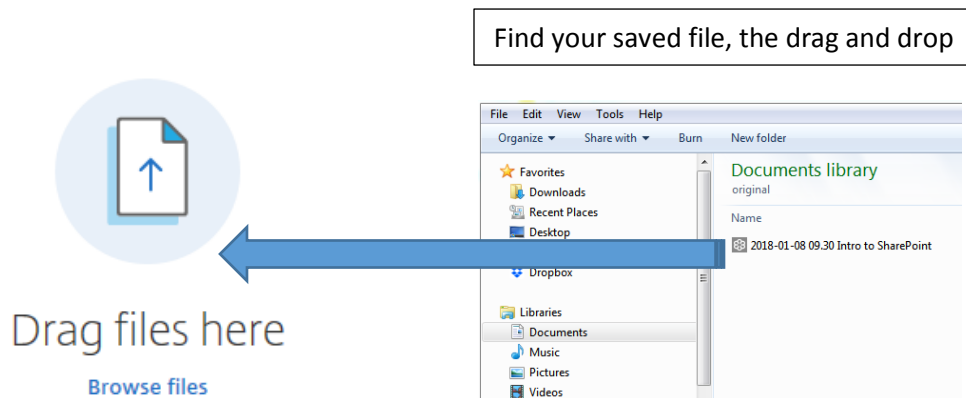 Find your saved file, the drag and drop
File Edit View Tools Help
Organize Share with Burn New folder
Favorites
Downloads
Recent Places
Desktop
Dropbox
Libraries
Documents
Music
Pictures
Videos
Documents library
original
Name
2018-01-08 09.30 Intro to SharePoint
Drag files here
Browse files